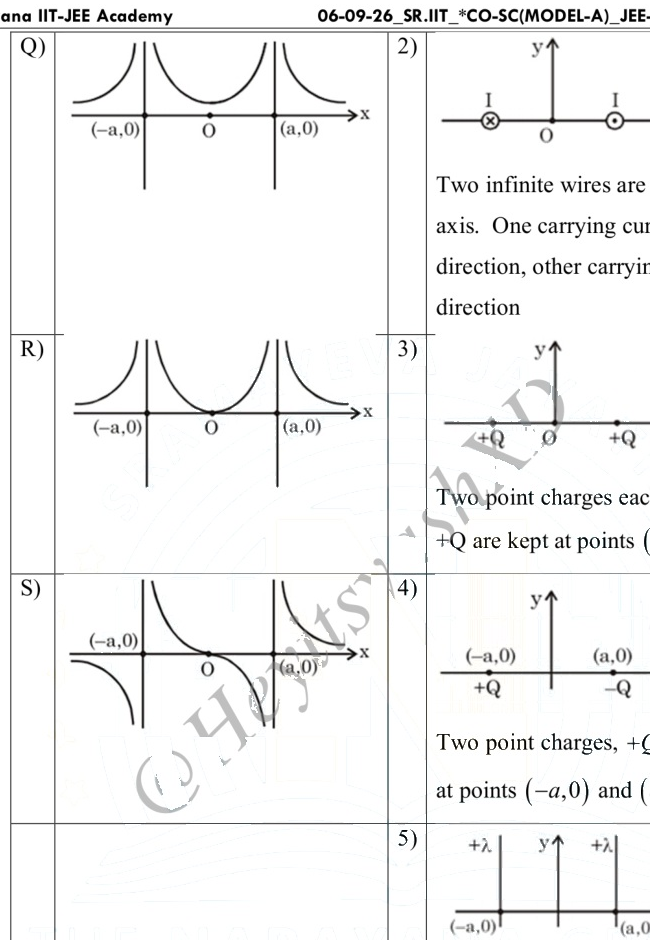 ana IIT-JEE Academy 06-09-26_SR.IIT_*CO-SC(MODEL-A)_JEE-
Q)
(–a,0) O (a,0) x
2)
y
I I
O
Two infinite wires are
axis. One carrying cur
direction, other carryin
direction
R)
(–a,0) O (a,0) x
3)
y
+Q O +Q
Two point charges each
+Q are kept at points (
S)
(–a,0)
O (a,0) x
4)
y
(–a,0) (a,0)
+Q –Q
Two point charges, +Q
at points (–a,0) and (
5)
+λ y +λ
(–a,0) (a,0
©HeyitsyashXD